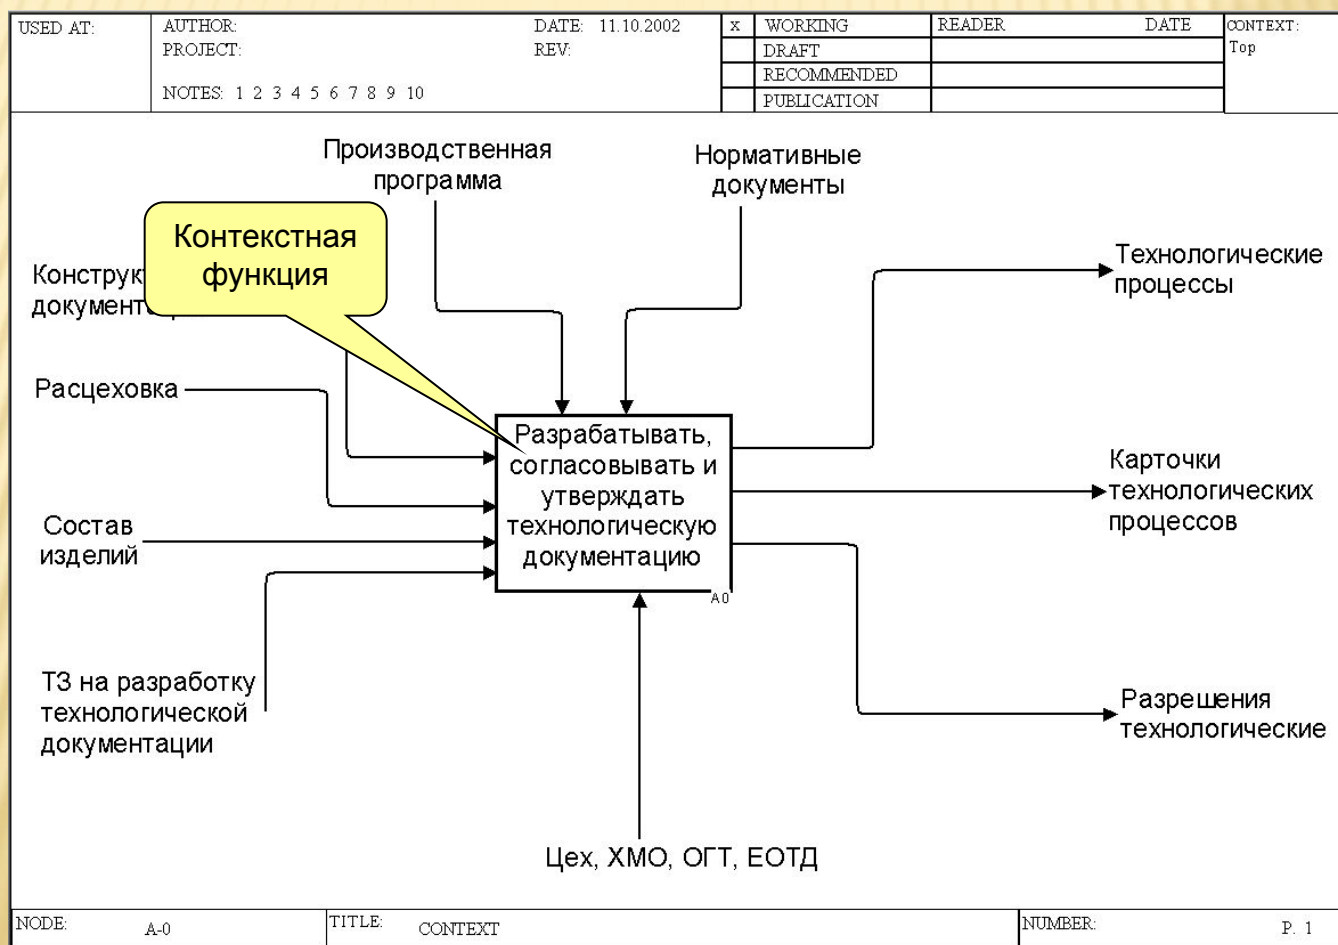 USED AT:
AUTHOR:
DATE: 11.10.2002
PROJECT:
REV:
NOTES: 1 2 3 4 5 6 7 8 9 10
x WORKING
DRAFT
RECOMMENDED
PUBLICATION
READER DATE
CONTEXT:
Top
Производственная
программа
Нормативные
документы
Контекстная
функция
Расцеховка
Состав
изделий
ТЗ на разработку
технологической
документации
Разрабатывать,
согласовывать и
утверждать
технологическую
документацию
A0
Технологические
процессы
Карточки
технологических
процессов
Разрешения
технологические
Цех, ХМО, ОГТ, ЕОТД
NODE: A-0
TITLE: CONTEXT
NUMBER: P. 1